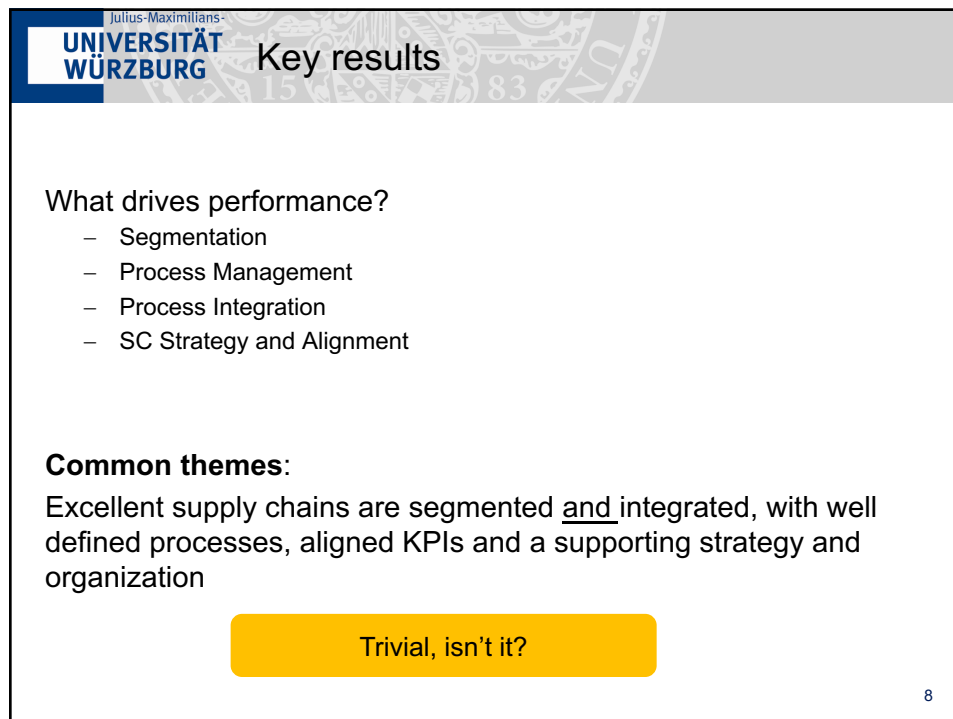 Julius-Maximilians-
UNIVERSITÄT
WÜRZBURG
Key results
15 83
What drives performance?
– Segmentation
– Process Management
– Process Integration
– SC Strategy and Alignment
Common themes:
Excellent supply chains are segmented and integrated, with well
defined processes, aligned KPIs and a supporting strategy and
organization
Trivial, isn’t it?
8